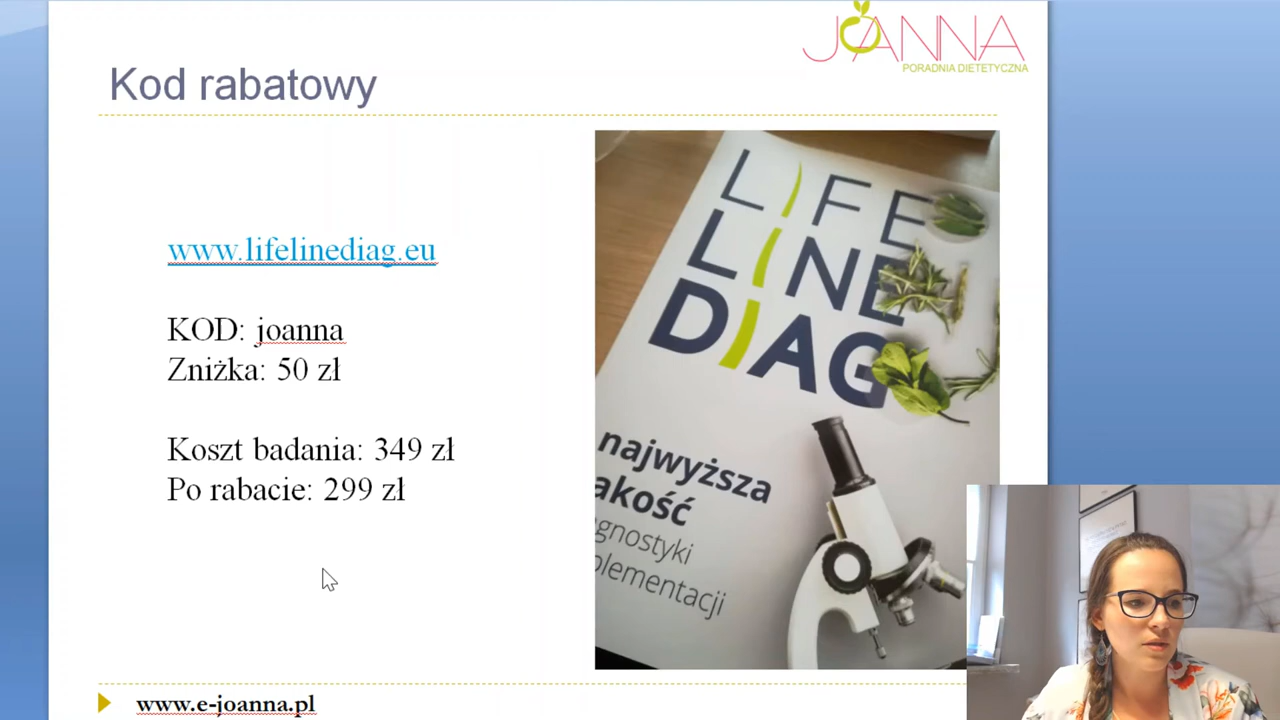 JOANNA
PORADNIA DIETETYCZNA
Kod rabatowy
www.lifelinediag.eu
KOD: joanna
Zniżka: 50 zł
Koszt badania: 349 zł
Po rabacie: 299 zł
LIFE
LINE
DIAG
najwyższa
akość
gnostyki
plementacji
www.e-joanna.pl